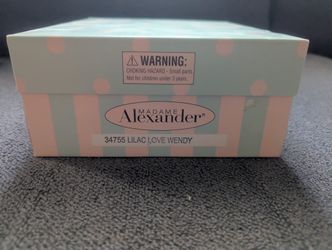 WARNING:
CHOKING HAZARD - Small parts.
Not for children under 3 years.
MADAME
Alexander®
34755 LILAC LOVE WENDY